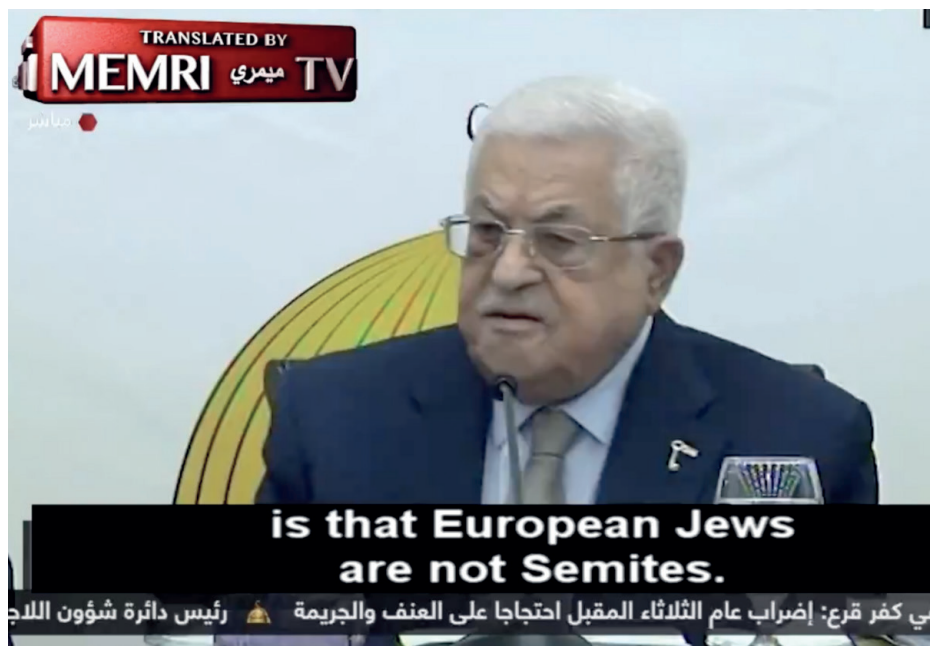 TRANSLATED BY
MEMRI ميمري TV
مباشر
is that European Jews
are not Semites.
ي كفر قرع: إضراب عام الثلاثاء المقبل احتجاجا على العنف والجريمة رئيس دائرة شؤون اللاج